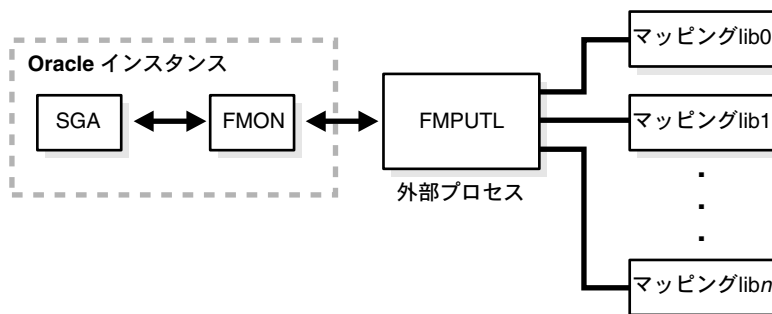 マッピングlib0
Oracle インスタンス
SGA
FMON
FMPUTL
マッピングlib1
外部プロセス
マッピングlibn